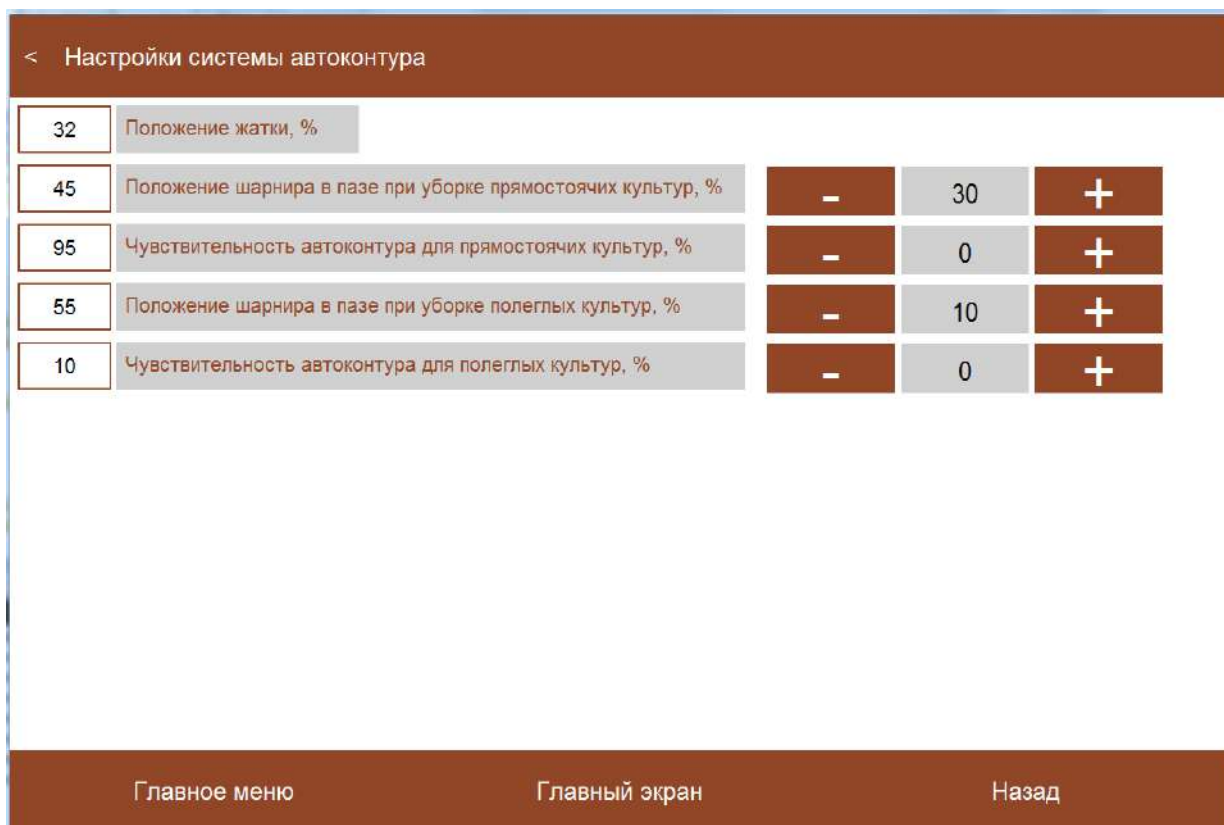 < Настройки системы автоконтура
32 Положение жатки, %
45 Положение шарнира в пазе при уборке прямостоячих культур, % - 30 +
95 Чувствительность автоконтура для прямостоячих культур, % - 0 +
55 Положение шарнира в пазе при уборке полеглых культур, % - 10 +
10 Чувствительность автоконтура для полеглых культур, % - 0 +
Главное меню Главный экран Назад